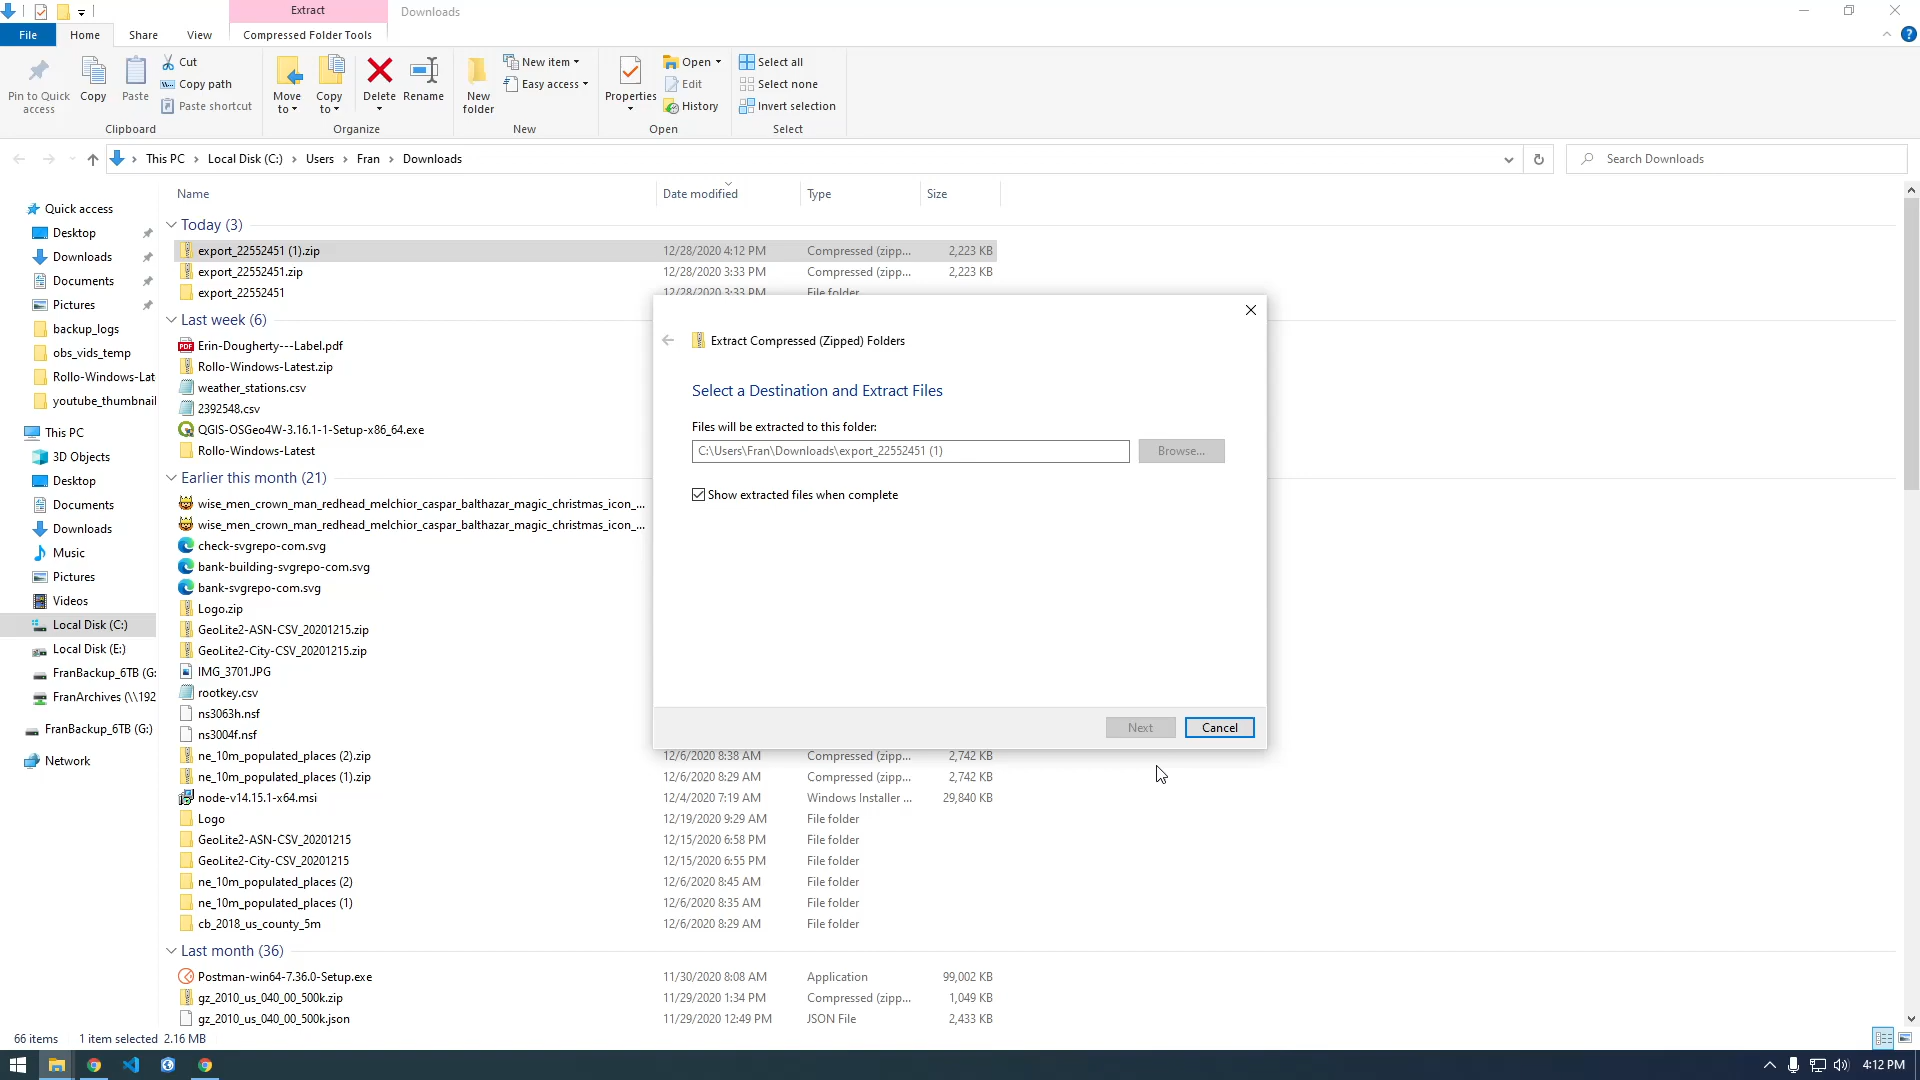 Extract
Downloads
File
Home
Share
View
Compressed Folder Tools
Pin to Quick access
Copy
Paste
Cut
Copy path
Paste shortcut
Clipboard
Move to
Copy to
Delete
Rename
Organize
New folder
New item
Easy access
New
Properties
Open
Edit
History
Open
Select all
Select none
Invert selection
Select
This PC > Local Disk (C:) > Users > Fran > Downloads
Search Downloads
Name Date modified Type Size
Quick access
Desktop
Downloads
Documents
Pictures
backup_logs
obs_vids_temp
Rollo-Windows-Lat
youtube_thumbnail
This PC
3D Objects
Desktop
Documents
Downloads
Music
Pictures
Videos
Local Disk (C:)
Local Disk (E:)
FranBackup_6TB (G:
FranArchives (\\192
FranBackup_6TB (G:)
Network
Today (3)
export_22552451 (1).zip 12/28/2020 4:12 PM Compressed (zipp... 2,223 KB
export_22552451.zip 12/28/2020 3:33 PM Compressed (zipp... 2,223 KB
export_22552451 12/28/2020 3:33 PM File folder
Last week (6)
Erin-Dougherty---Label.pdf
Rollo-Windows-Latest.zip
weather_stations.csv
2392548.csv
QGIS-OSGeo4W-3.16.1-1-Setup-x86_64.exe
Rollo-Windows-Latest
Earlier this month (21)
wise_men_crown_man_redhead_melchior_caspar_balthazar_magic_christmas_icon_...
wise_men_crown_man_redhead_melchior_caspar_balthazar_magic_christmas_icon_...
check-svgrepo-com.svg
bank-building-svgrepo-com.svg
bank-svgrepo-com.svg
Logo.zip
GeoLite2-ASN-CSV_20201215.zip
GeoLite2-City-CSV_20201215.zip
IMG_3701.JPG
rootkey.csv
ns3063h.nsf
ns3004f.nsf
ne_10m_populated_places (2).zip 12/6/2020 8:38 AM Compressed (zipp... 2,742 KB
ne_10m_populated_places (1).zip 12/6/2020 8:29 AM Compressed (zipp... 2,742 KB
node-v14.15.1-x64.msi 12/4/2020 7:19 AM Windows Installer ... 29,840 KB
Logo 12/19/2020 9:29 AM File folder
GeoLite2-ASN-CSV_20201215 12/15/2020 6:58 PM File folder
GeoLite2-City-CSV_20201215 12/15/2020 6:55 PM File folder
ne_10m_populated_places (2) 12/6/2020 8:45 AM File folder
ne_10m_populated_places (1) 12/6/2020 8:35 AM File folder
cb_2018_us_county_5m 12/6/2020 8:29 AM File folder
Last month (36)
Postman-win64-7.36.0-Setup.exe 11/30/2020 8:08 AM Application 99,002 KB
gz_2010_us_040_00_500k.zip 11/29/2020 1:34 PM Compressed (zipp... 1,049 KB
gz_2010_us_040_00_500k.json 11/29/2020 12:49 PM JSON File 2,433 KB
Extract Compressed (Zipped) Folders
Select a Destination and Extract Files
Files will be extracted to this folder:
C:\Users\Fran\Downloads\export_22552451 (1)
Browse...
Show extracted files when complete
Next
Cancel
66 items 1 item selected 2.16 MB
4:12 PM